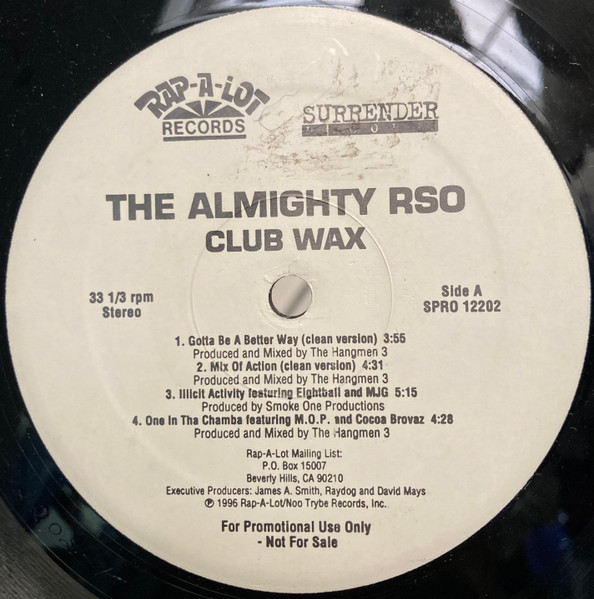 RAP-A-LOT
RECORDS
SURRENDER
THE ALMIGHTY RSO
CLUB WAX
33 1/3 rpm
Stereo
Side A
SPRO 12202
1. Gotta Be A Better Way (clean version) 3:55
Produced and Mixed by The Hangmen 3
2. Mix Of Action (clean version) 4:31
Produced and Mixed by The Hangmen 3
3. Illicit Activity featuring Eightball and MJG 5:15
Produced by Smoke One Productions
4. One In Tha Chamba featuring M.O.P. and Cocoa Brovaz 4:28
Produced and Mixed by The Hangmen 3
Rap-A-Lot Mailing List:
P.O. Box 15007
Beverly Hills, CA 90210
Executive Producers: James A. Smith, Raydog and David Mays
℗ 1996 Rap-A-Lot/Noo Trybe Records, Inc.
For Promotional Use Only
- Not For Sale